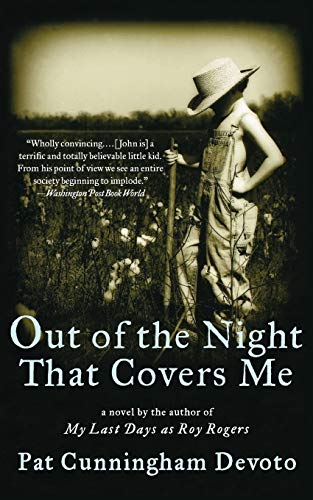 "Wholly convincing....[John is] a
terrific and totally believable little kid.
From his point of view we see an entire
society beginning to implode."
—Washington Post Book World
Out of the Night
That Covers Me
a novel by the author of
My Last Days as Roy Rogers
Pat Cunningham Devoto